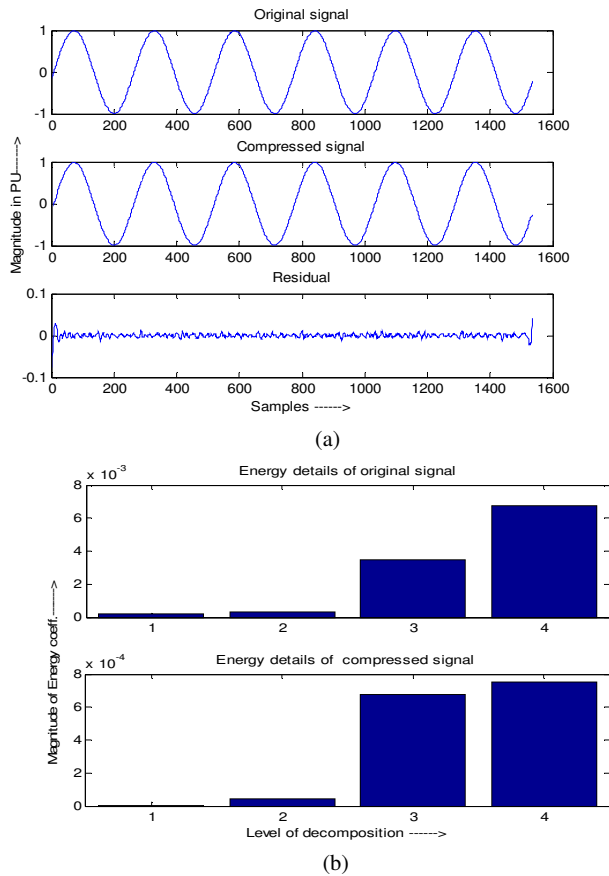 Original signal
1
0
-1
0 200 400 600 800 1000 1200 1400 1600
Compressed signal
1
0
-1
0 200 400 600 800 1000 1200 1400 1600
Magnitude in PU------>
Residual
0.1
0
-0.1
0 200 400 600 800 1000 1200 1400 1600
Samples ------>
(a)
x 10^-3
Energy details of original signal
8
6
4
2
0
1 2 3 4
x 10^-4
Energy details of compressed signal
8
6
4
2
0
1 2 3 4
Magnitude of Energy coeff.------>
Level of decomposition ------>
(b)